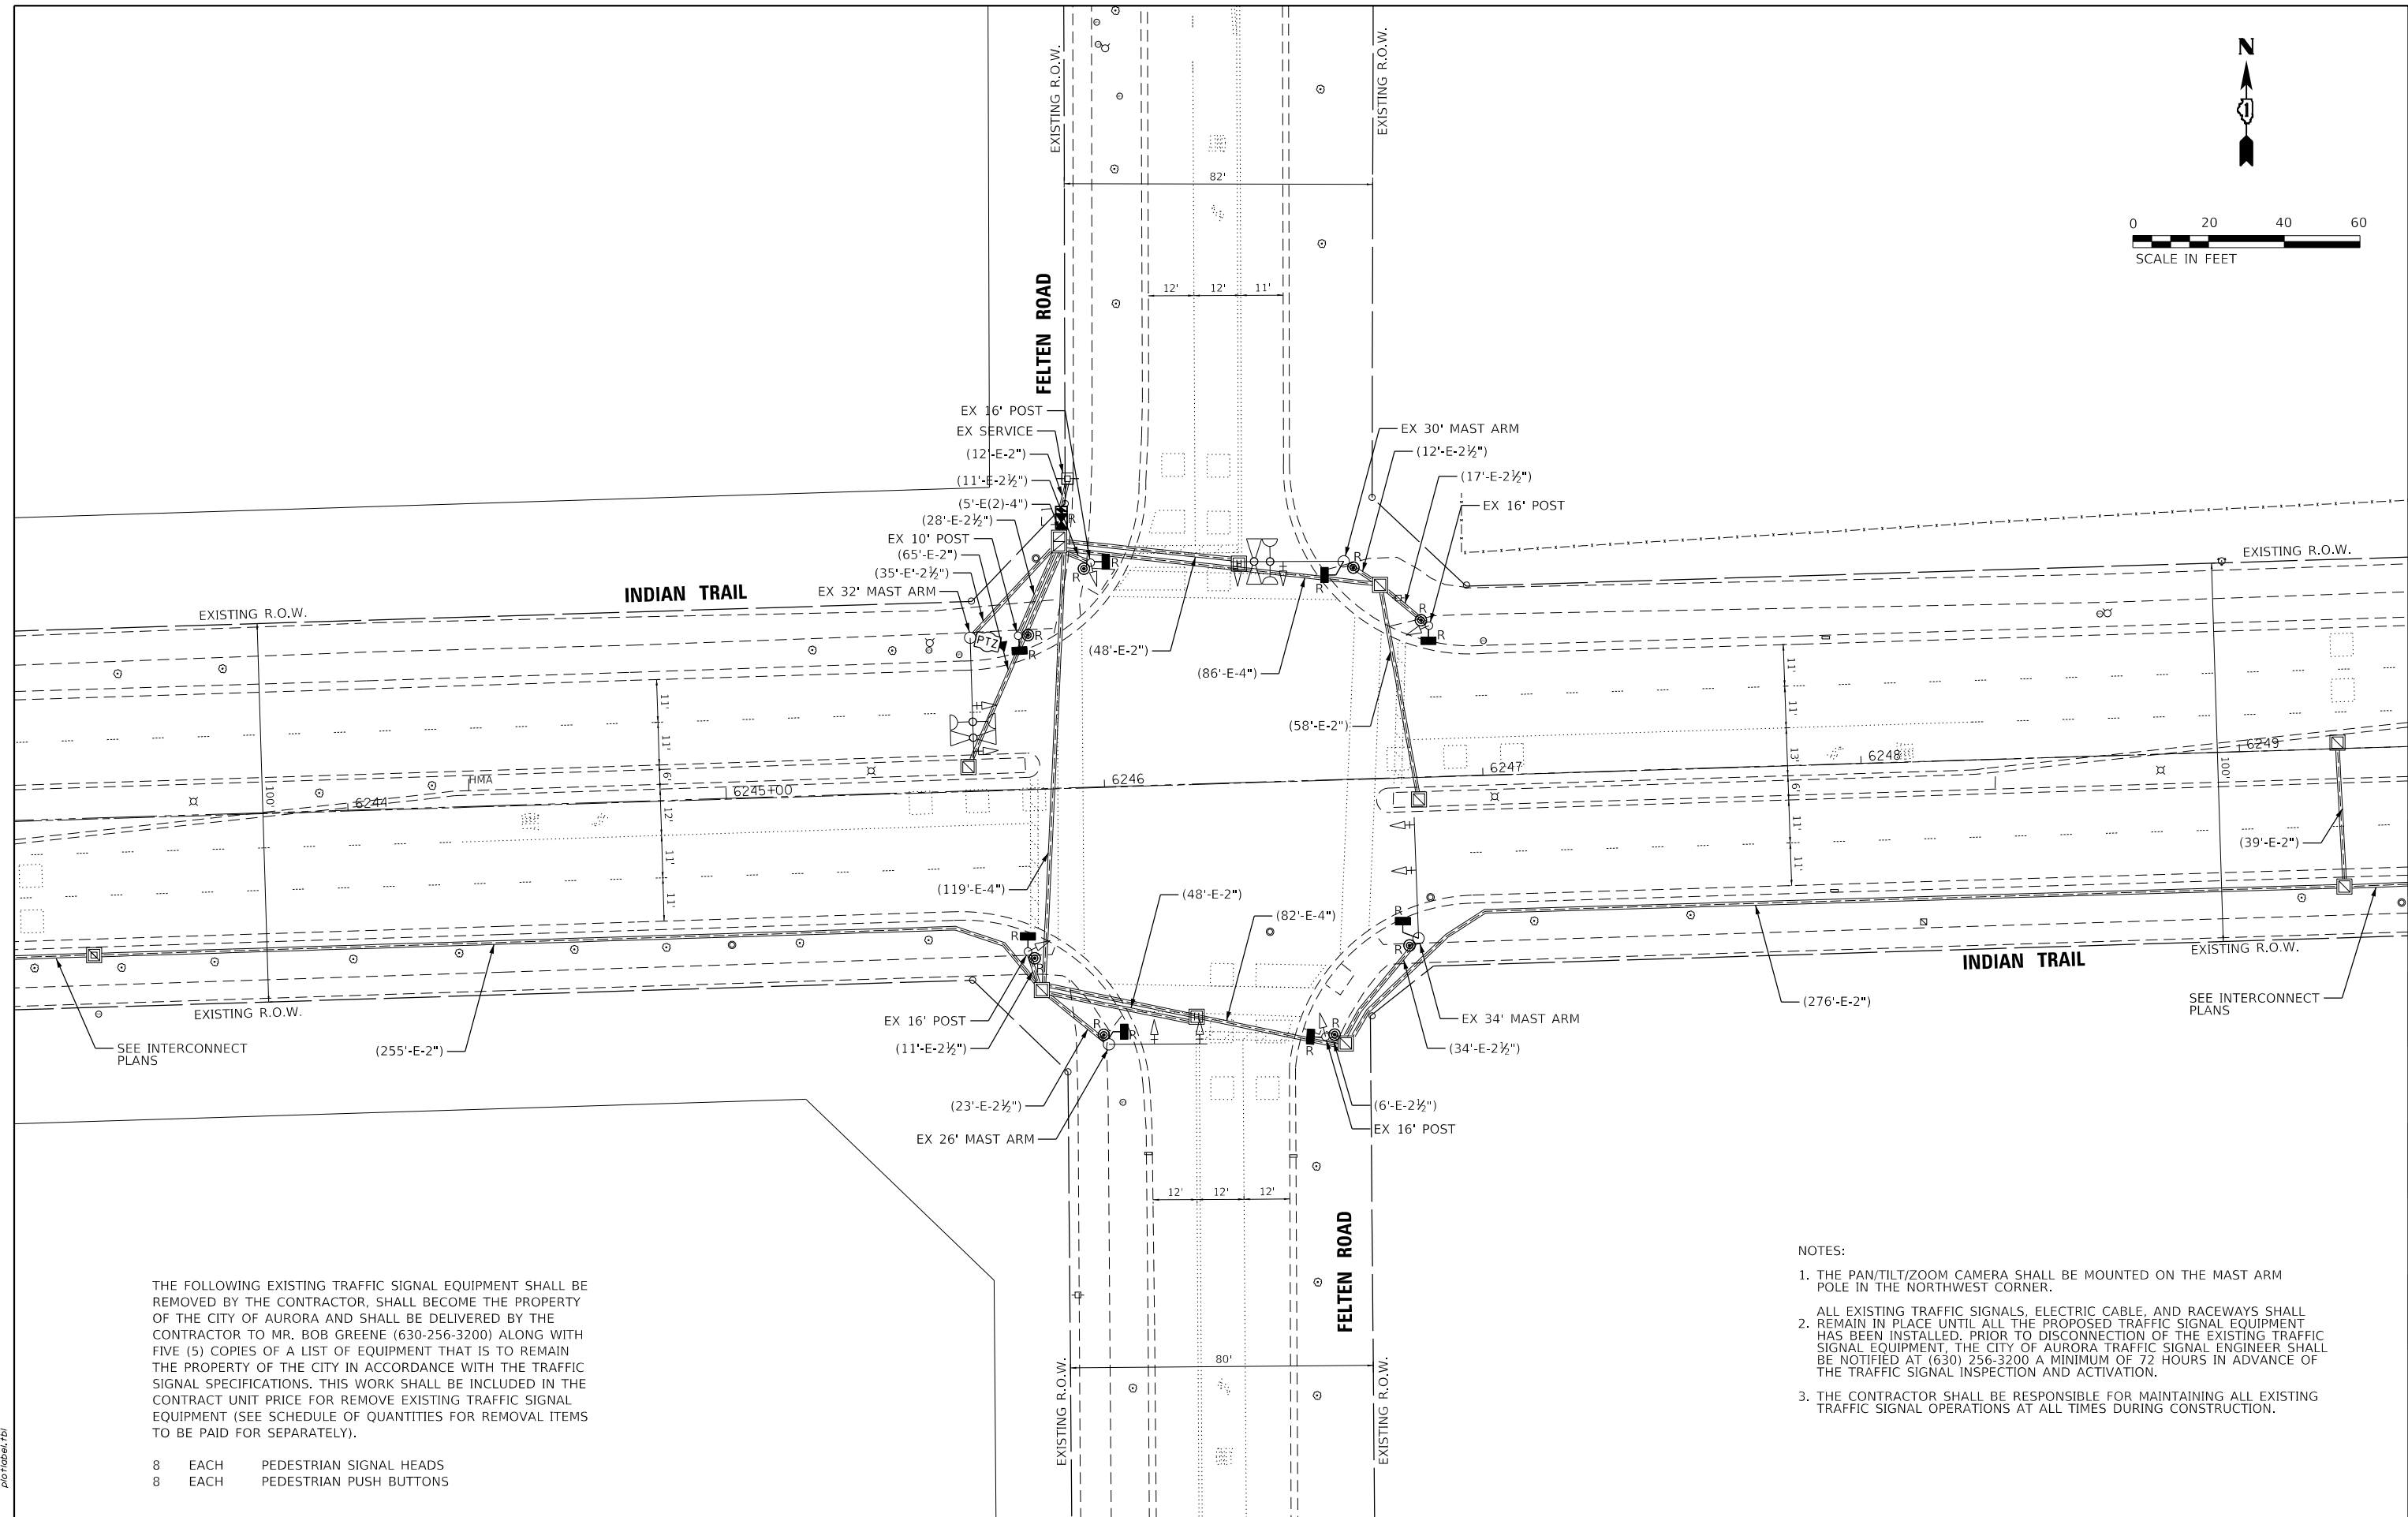 N
1
0 20 40 60
SCALE IN FEET
EXISTING R.O.W.
EXISTING R.O.W.
82'
12' 12' 11'
FELTEN ROAD
EX 16' POST
EX SERVICE
(12'-E-2")
(11'-E-2½")
(5'-E(2)-4")
(28'-E-2½")
EX 10' POST
(65'-E-2")
(35'-E'-2½")
EX 32' MAST ARM
EX 30' MAST ARM
(12'-E-2½")
(17'-E-2½")
EX 16' POST
R
R
R
R
R
R
R
R
R
PTZ
INDIAN TRAIL
EXISTING R.O.W.
EXISTING R.O.W.
(48'-E-2")
(86'-E-4")
(58'-E-2")
11'
11'
6'
12'
11'
11'
100'
HMA
6244
6245+00
6246
6247
6248
6249
11'
11'
13'
6'
11'
11'
100'
(39'-E-2")
(119'-E-4")
(48'-E-2")
(82'-E-4")
R
R
R
R
R
R
R
R
EXISTING R.O.W.
EXISTING R.O.W.
INDIAN TRAIL
SEE INTERCONNECT
PLANS
(255'-E-2")
EX 16' POST
(11'-E-2½")
(23'-E-2½")
EX 26' MAST ARM
EX 34' MAST ARM
(34'-E-2½")
(6'-E-2½")
EX 16' POST
(276'-E-2")
SEE INTERCONNECT
PLANS
12' 12' 12'
FELTEN ROAD
80'
EXISTING R.O.W.
EXISTING R.O.W.
THE FOLLOWING EXISTING TRAFFIC SIGNAL EQUIPMENT SHALL BE
REMOVED BY THE CONTRACTOR, SHALL BECOME THE PROPERTY
OF THE CITY OF AURORA AND SHALL BE DELIVERED BY THE
CONTRACTOR TO MR. BOB GREENE (630-256-3200) ALONG WITH
FIVE (5) COPIES OF A LIST OF EQUIPMENT THAT IS TO REMAIN
THE PROPERTY OF THE CITY IN ACCORDANCE WITH THE TRAFFIC
SIGNAL SPECIFICATIONS. THIS WORK SHALL BE INCLUDED IN THE
CONTRACT UNIT PRICE FOR REMOVE EXISTING TRAFFIC SIGNAL
EQUIPMENT (SEE SCHEDULE OF QUANTITIES FOR REMOVAL ITEMS
TO BE PAID FOR SEPARATELY).
8 EACH PEDESTRIAN SIGNAL HEADS
8 EACH PEDESTRIAN PUSH BUTTONS
NOTES:
1. THE PAN/TILT/ZOOM CAMERA SHALL BE MOUNTED ON THE MAST ARM
POLE IN THE NORTHWEST CORNER.
ALL EXISTING TRAFFIC SIGNALS, ELECTRIC CABLE, AND RACEWAYS SHALL
2. REMAIN IN PLACE UNTIL ALL THE PROPOSED TRAFFIC SIGNAL EQUIPMENT
HAS BEEN INSTALLED. PRIOR TO DISCONNECTION OF THE EXISTING TRAFFIC
SIGNAL EQUIPMENT, THE CITY OF AURORA TRAFFIC SIGNAL ENGINEER SHALL
BE NOTIFIED AT (630) 256-3200 A MINIMUM OF 72 HOURS IN ADVANCE OF
THE TRAFFIC SIGNAL INSPECTION AND ACTIVATION.
3. THE CONTRACTOR SHALL BE RESPONSIBLE FOR MAINTAINING ALL EXISTING
TRAFFIC SIGNAL OPERATIONS AT ALL TIMES DURING CONSTRUCTION.
plotlabel.tbl